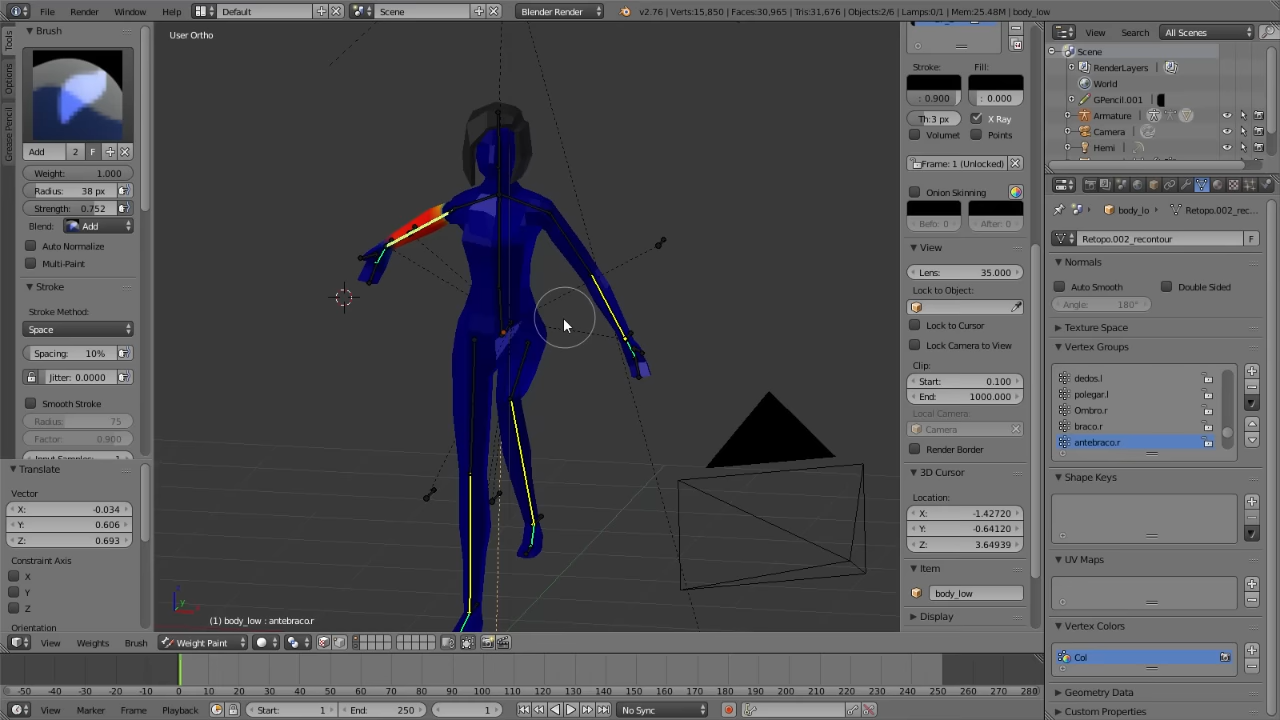 File Render Window Help Default Scene Blender Render v2.76 | Verts:15,850 | Faces:30,965 | Tris:31,676 | Objects:2/6 | Lamps:0/1 | Mem:25.48M | body_low
Tools
Options
Grease Pencil
Brush
Add 2 F
Weight: 1.000
Radius: 38 px
Strength: 0.752
Blend: Add
Auto Normalize
Multi-Paint
Stroke
Stroke Method:
Space
Spacing: 10%
Jitter: 0.0000
Smooth Stroke
Radius: 75
Factor: 0.900
Translate
Vector
X: -0.034
Y: 0.606
Z: 0.693
Constraint Axis
X
Y
Z
Orientation
User Ortho
(1) body_low : antebraco.r
View Weights Brush Weight Paint
Stroke: Fill:
: 0.900 : 0.000
Th:3 px X Ray
Volumet Points
Frame: 1 (Unlocked)
Onion Skinning
Befo: 0 After: 0
View
Lens: 35.000
Lock to Object:
Lock to Cursor
Lock Camera to View
Clip:
Start: 0.100
End: 1000.000
Local Camera
Camera
Render Border
3D Cursor
Location:
X: -1.42720
Y: -0.64120
Z: 3.64939
Item
body_low
Display
View Search All Scenes
Scene
RenderLayers
World
GPencil.001
Armature
Camera
Hemi
body_lo Retopo.002_rec...
Retopo.002_recontour F
Normals
Auto Smooth Double Sided
Angle: 180°
Texture Space
Vertex Groups
dedos.l
polegar.l
Ombro.r
braco.r
antebraco.r
Shape Keys
UV Maps
Vertex Colors
Col
Geometry Data
Custom Properties
-50 -40 -30 -20 -10 0 10 20 30 40 50 60 70 80 90 100 110 120 130 140 150 160 170 180 190 200 210 220 230 240 250 260 270 280
View Marker Frame Playback Start: 1 End: 250 1 No Sync